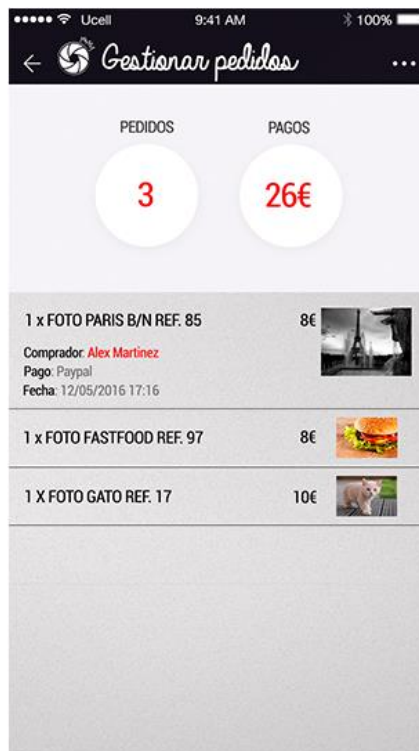 Ucell 9:41 AM 100%
Gestionar pedidos
PEDIDOS PAGOS
3 26€
1 x FOTO PARIS B/N REF. 85 8€
Comprador: Alex Martinez
Pago: Paypal
Fecha: 12/05/2016 17:16
1 x FOTO FASTFOOD REF. 97 8€
1 X FOTO GATO REF. 17 10€